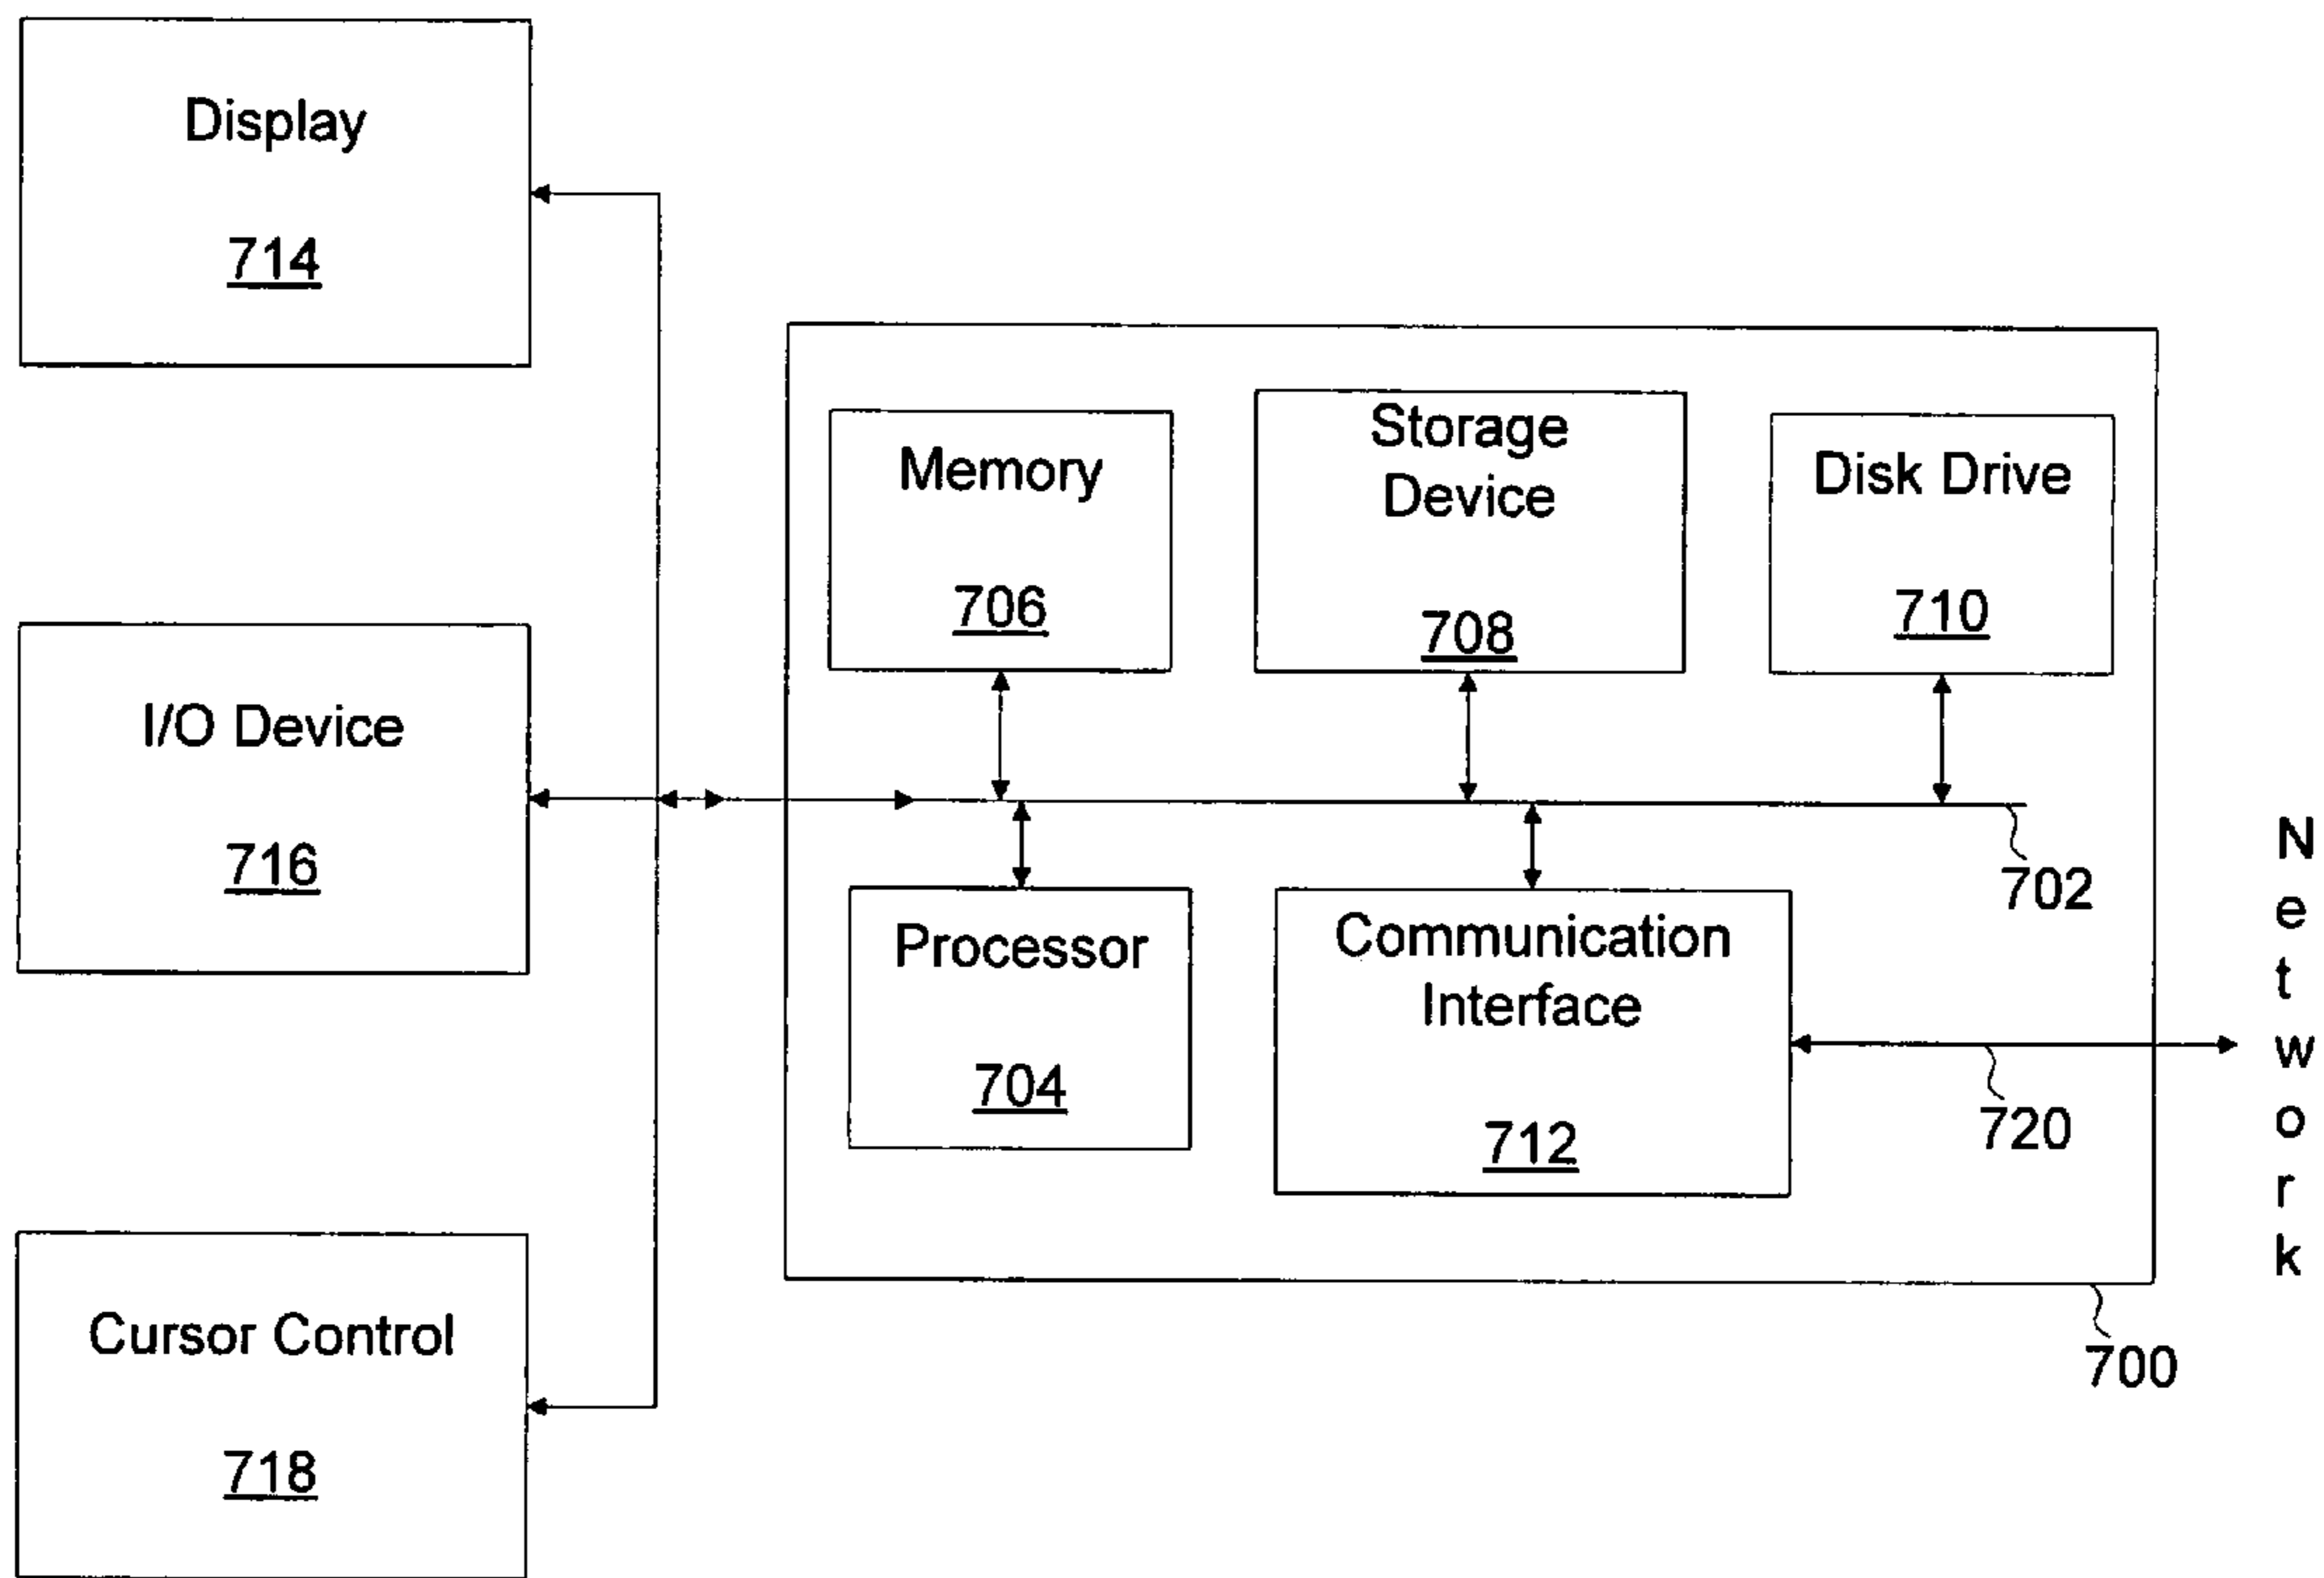 Display
714
I/O Device
716
Cursor Control
718
Memory
706
Storage
Device
708
Disk Drive
710
702
Processor
704
Communication
Interface
712
720
700
Network